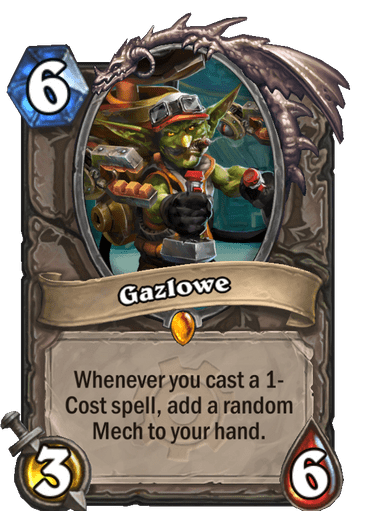 6
Gazlowe
Whenever you cast a 1-
Cost spell, add a random
Mech to your hand.
3
6